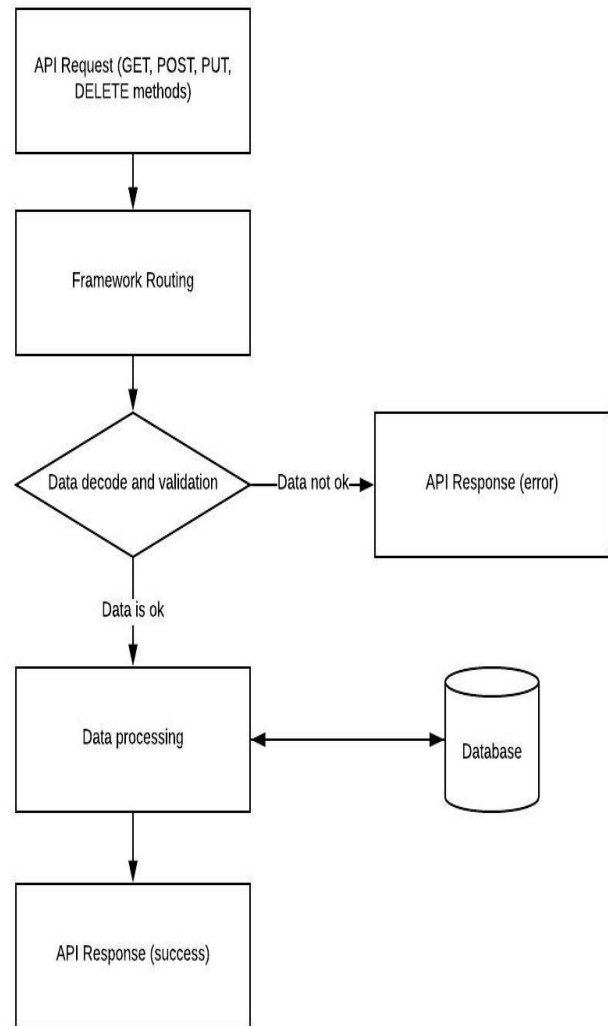 API Request (GET, POST, PUT,
DELETE methods)
Framework Routing
Data decode and validation
Data not ok
API Response (error)
Data is ok
Data processing
Database
API Response (success)